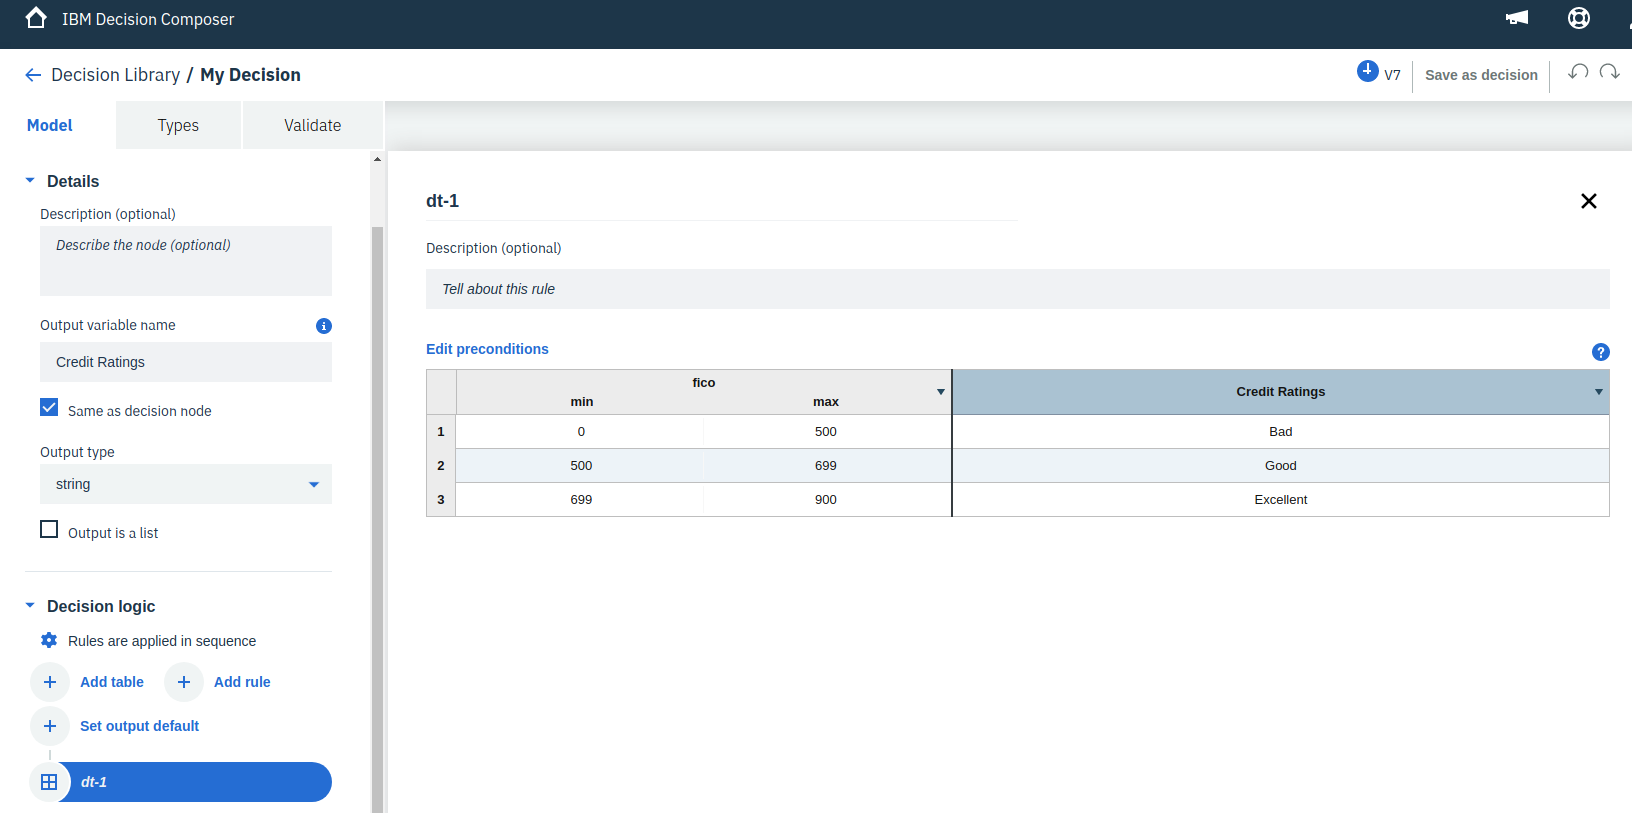 IBM Decision Composer
Decision Library / My Decision
V7
Save as decision
Model
Types
Validate
Details
Description (optional)
Describe the node (optional)
Output variable name
Credit Ratings
Same as decision node
Output type
string
Output is a list
Decision logic
Rules are applied in sequence
Add table
Add rule
Set output default
dt-1
dt-1
Description (optional)
Tell about this rule
Edit preconditions
fico
min max Credit Ratings
1 0 500 Bad
2 500 699 Good
3 699 900 Excellent